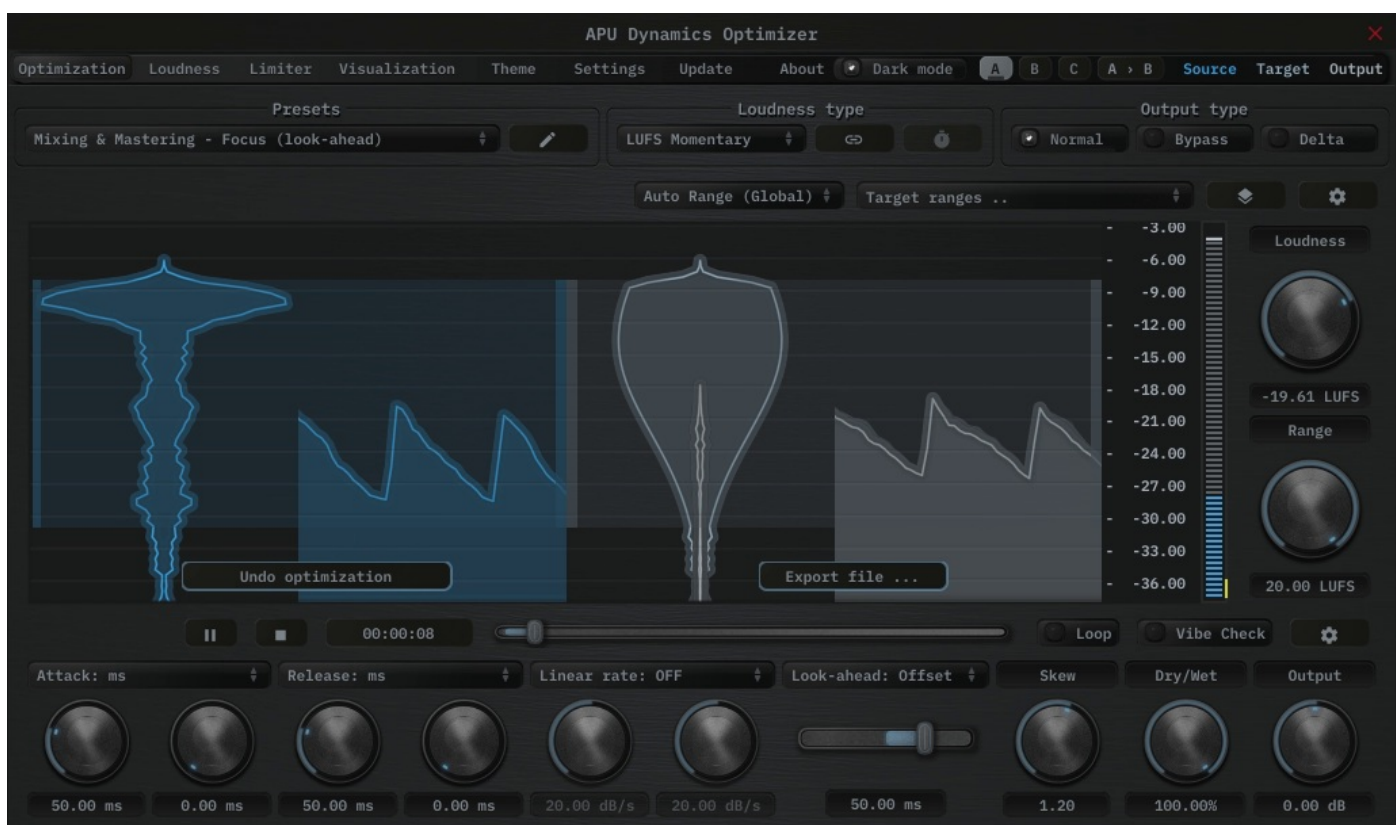 APU Dynamics Optimizer
Optimization Loudness Limiter Visualization Theme Settings Update About Dark mode A B C A › B Source Target Output
Presets Loudness type Output type
Mixing & Mastering - Focus (look-ahead) LUFS Momentary Normal Bypass Delta
Auto Range (Global) Target ranges ..
-3.00
Loudness
-6.00
-9.00
-12.00
-15.00
-18.00
-19.61 LUFS
-21.00
Range
-24.00
-27.00
-30.00
-33.00
Undo optimization Export file ... -36.00 20.00 LUFS
00:00:08 Loop Vibe Check
Attack: ms Release: ms Linear rate: OFF Look-ahead: Offset Skew Dry/Wet Output
50.00 ms 0.00 ms 50.00 ms 0.00 ms 20.00 dB/s 20.00 dB/s 50.00 ms 1.20 100.00% 0.00 dB